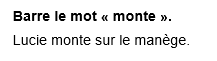 Barre le mot « monte ».
Lucie monte sur le manège.